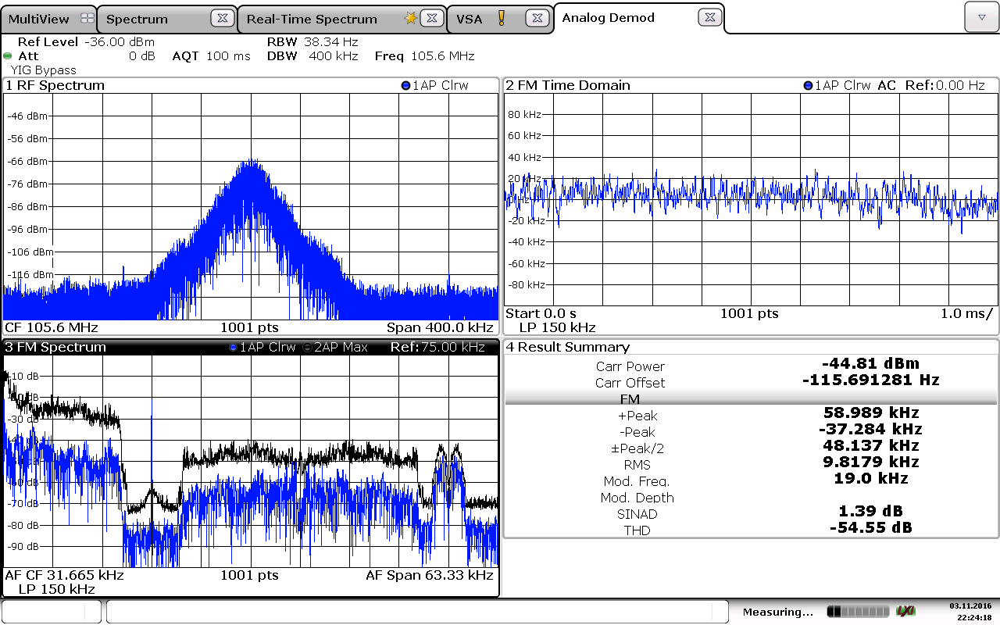 MultiView Spectrum Real-Time Spectrum VSA Analog Demod
Ref Level -36.00 dBm RBW 38.34 Hz
Att 0 dB AQT 100 ms DBW 400 kHz Freq 105.6 MHz
YIG Bypass
1 RF Spectrum 1AP Clrw
-46 dBm
-56 dBm
-66 dBm
-76 dBm
-86 dBm
-96 dBm
-106 dBm
-116 dBm
CF 105.6 MHz 1001 pts Span 400.0 kHz
2 FM Time Domain 1AP Clrw AC Ref:0.00 Hz
80 kHz
60 kHz
40 kHz
20 kHz
0 Hz
-20 kHz
-40 kHz
-60 kHz
-80 kHz
Start 0.0 s 1001 pts 1.0 ms/
LP 150 kHz
3 FM Spectrum 1AP Clrw 2AP Max Ref:75.00 kHz
-10 dB
-20 dB
-30 dB
-40 dB
-50 dB
-60 dB
-70 dB
-80 dB
-90 dB
AF CF 31.665 kHz 1001 pts AF Span 63.33 kHz
LP 150 kHz
4 Result Summary
Carr Power -44.81 dBm
Carr Offset -115.691281 Hz
FM
+Peak 58.989 kHz
-Peak -37.284 kHz
±Peak/2 48.137 kHz
RMS 9.8179 kHz
Mod. Freq. 19.0 kHz
Mod. Depth
SINAD 1.39 dB
THD -54.55 dB
Measuring... LXI 03.11.2016
22:24:18